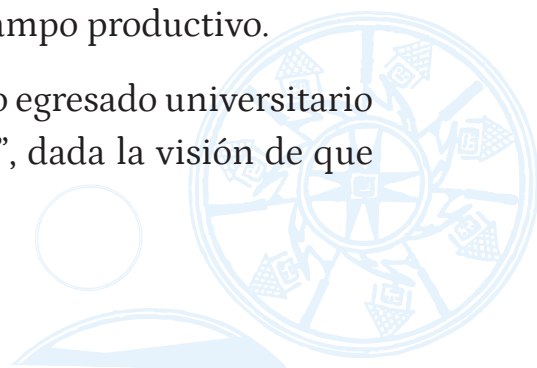 ampo productivo.
o egresado universitario
”, dada la visión de que